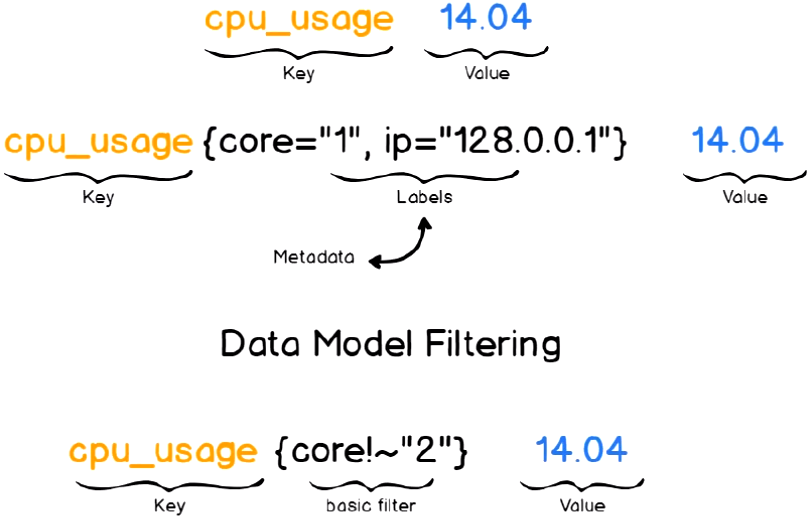 cpu_usage 14.04
Key Value
cpu_usage {core="1", ip="128.0.0.1"} 14.04
Key Labels Value
Metadata
Data Model Filtering
cpu_usage {core!~"2"} 14.04
Key basic filter Value